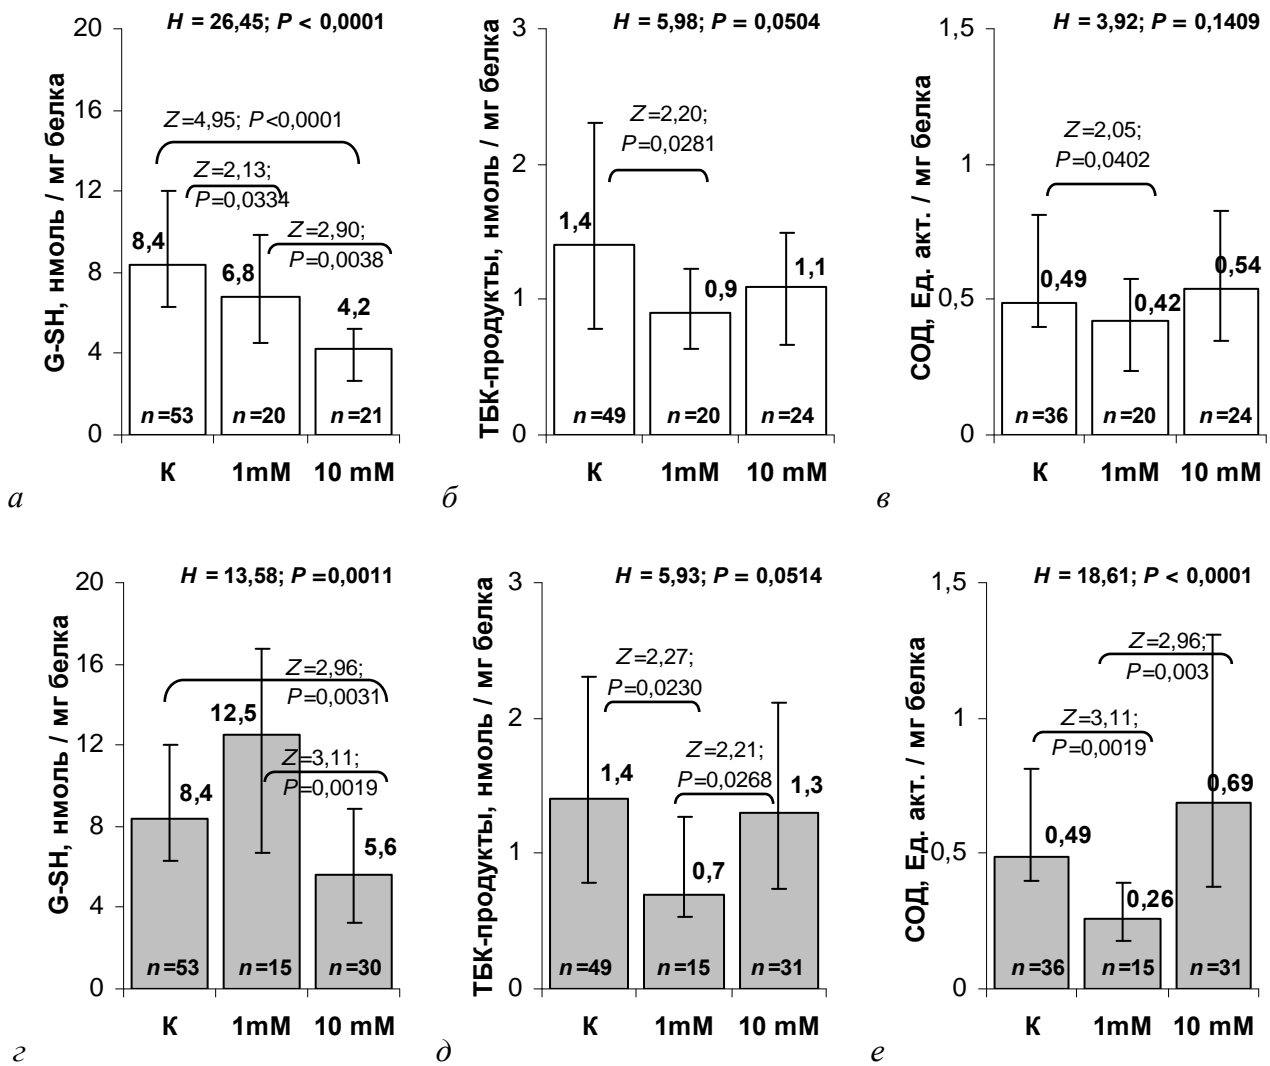 H = 26,45; P < 0,0001
G-SH, нмоль / мг белка
20
16
12
8
4
0
Z=4,95; P<0,0001
Z=2,13;
P=0,0334
Z=2,90;
P=0,0038
8,4
6,8
4,2
n=53
n=20
n=21
К
1mM
10 mM
а
H = 5,98; P = 0,0504
ТБК-продукты, нмоль / мг белка
3
2
1
0
Z=2,20;
P=0,0281
1,4
0,9
1,1
n=49
n=20
n=24
К
1mM
10 mM
б
H = 3,92; P = 0,1409
СОД, Ед. акт. / мг белка
1,5
1
0,5
0
Z=2,05;
P=0,0402
0,49
0,42
0,54
n=36
n=20
n=24
К
1mM
10 mM
в
H = 13,58; P =0,0011
G-SH, нмоль / мг белка
20
16
12
8
4
0
Z=2,96;
P=0,0031
Z=3,11;
P=0,0019
8,4
12,5
5,6
n=53
n=15
n=30
К
1mM
10 mM
г
H = 5,93; P = 0,0514
ТБК-продукты, нмоль / мг белка
3
2
1
0
Z=2,27;
P=0,0230
Z=2,21;
P=0,0268
1,4
0,7
1,3
n=49
n=15
n=31
К
1mM
10 mM
д
H = 18,61; P < 0,0001
СОД, Ед. акт. / мг белка
1,5
1
0,5
0
Z=2,96;
P=0,003
Z=3,11;
P=0,0019
0,49
0,26
0,69
n=36
n=15
n=31
К
1mM
10 mM
е